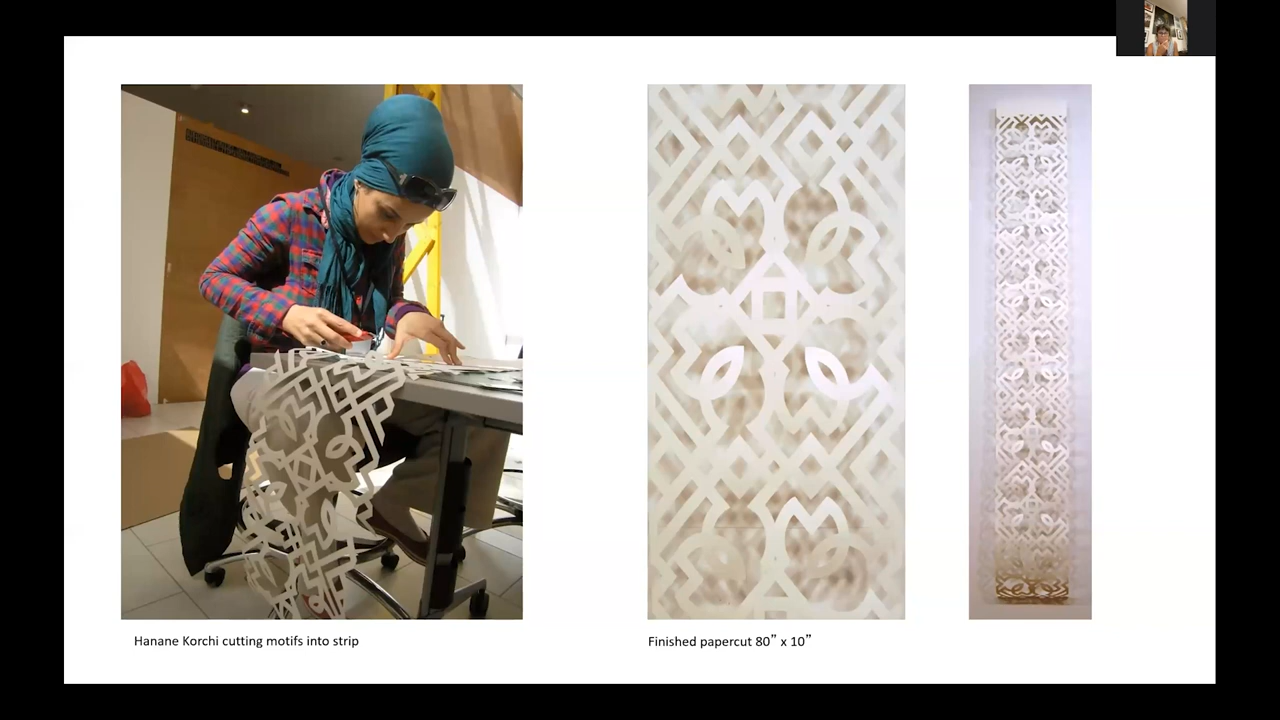 Hanane Korchi cutting motifs into strip
Finished papercut 80” x 10”